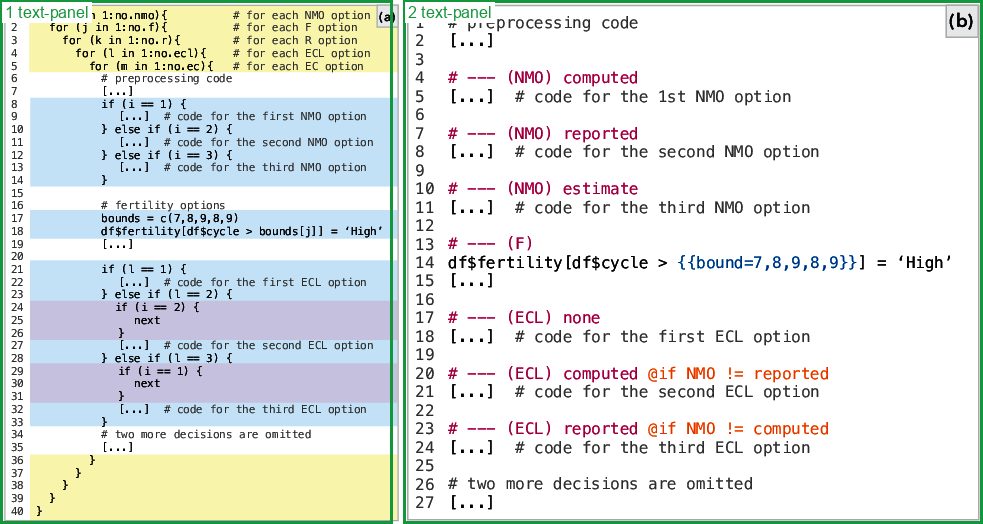 1 text-panel
n 1:no.nmo){ # for each NMO option (a)
2 for (j in 1:no.f){ # for each F option
3 for (k in 1:no.r){ # for each R option
4 for (l in 1:no.ecl){ # for each ECL option
5 for (m in 1:no.ec){ # for each EC option
6 # preprocessing code
7 [...]
8 if (i == 1) {
9 [...] # code for the first NMO option
10 } else if (i == 2) {
11 [...] # code for the second NMO option
12 } else if (i == 3) {
13 [...] # code for the third NMO option
14 }
15
16 # fertility options
17 bounds = c(7,8,9,8,9)
18 df$fertility[df$cycle > bounds[j]] = ‘High’
19 [...]
20
21 if (l == 1) {
22 [...] # code for the first ECL option
23 } else if (l == 2) {
24 if (i == 2) {
25 next
26 }
27 [...] # code for the second ECL option
28 } else if (l == 3) {
29 if (i == 1) {
30 next
31 }
32 [...] # code for the third ECL option
33 }
34 # two more decisions are omitted
35 [...]
36 }
37 }
38 }
39 }
40 }
2 text-panel
1 # preprocessing code (b)
2 [...]
3
4 # --- (NMO) computed
5 [...] # code for the 1st NMO option
6
7 # --- (NMO) reported
8 [...] # code for the second NMO option
9
10 # --- (NMO) estimate
11 [...] # code for the third NMO option
12
13 # --- (F)
14 df$fertility[df$cycle > {{bound=7,8,9,8,9}}] = ‘High’
15 [...]
16
17 # --- (ECL) none
18 [...] # code for the first ECL option
19
20 # --- (ECL) computed @if NMO != reported
21 [...] # code for the second ECL option
22
23 # --- (ECL) reported @if NMO != computed
24 [...] # code for the third ECL option
25
26 # two more decisions are omitted
27 [...]